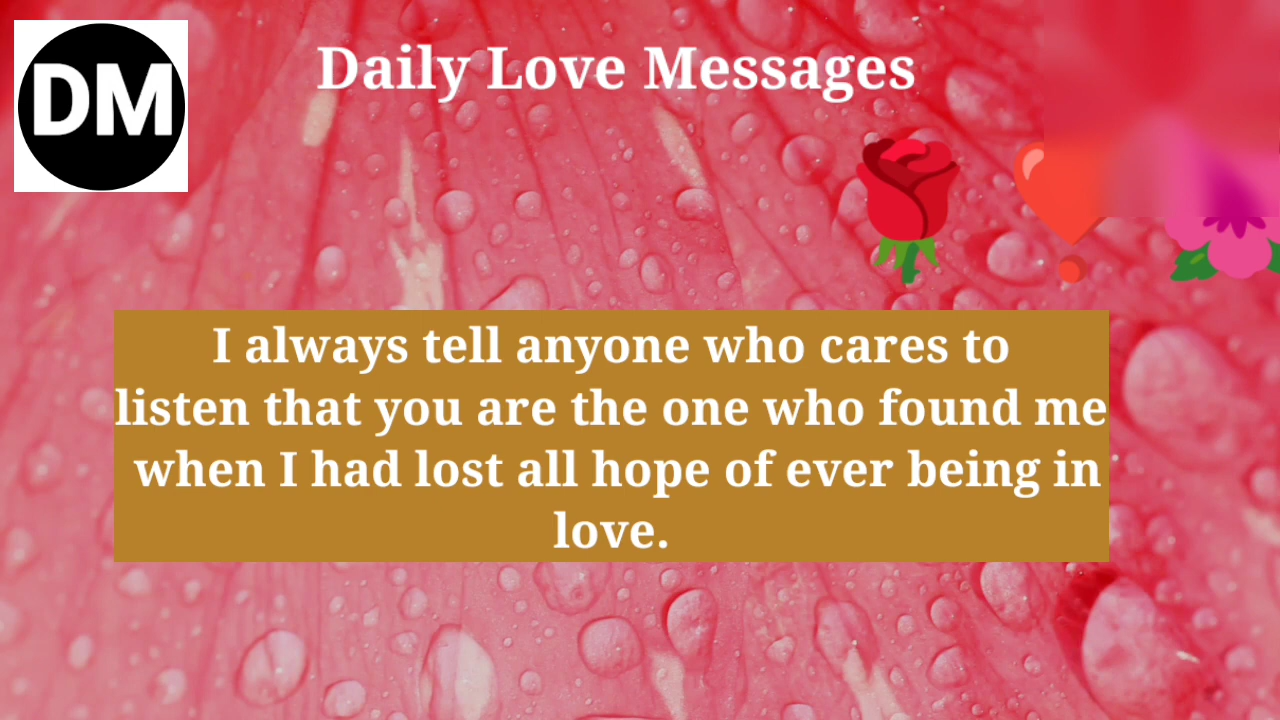 DM
Daily Love Messages
I always tell anyone who cares to
listen that you are the one who found me
when I had lost all hope of ever being in
love.